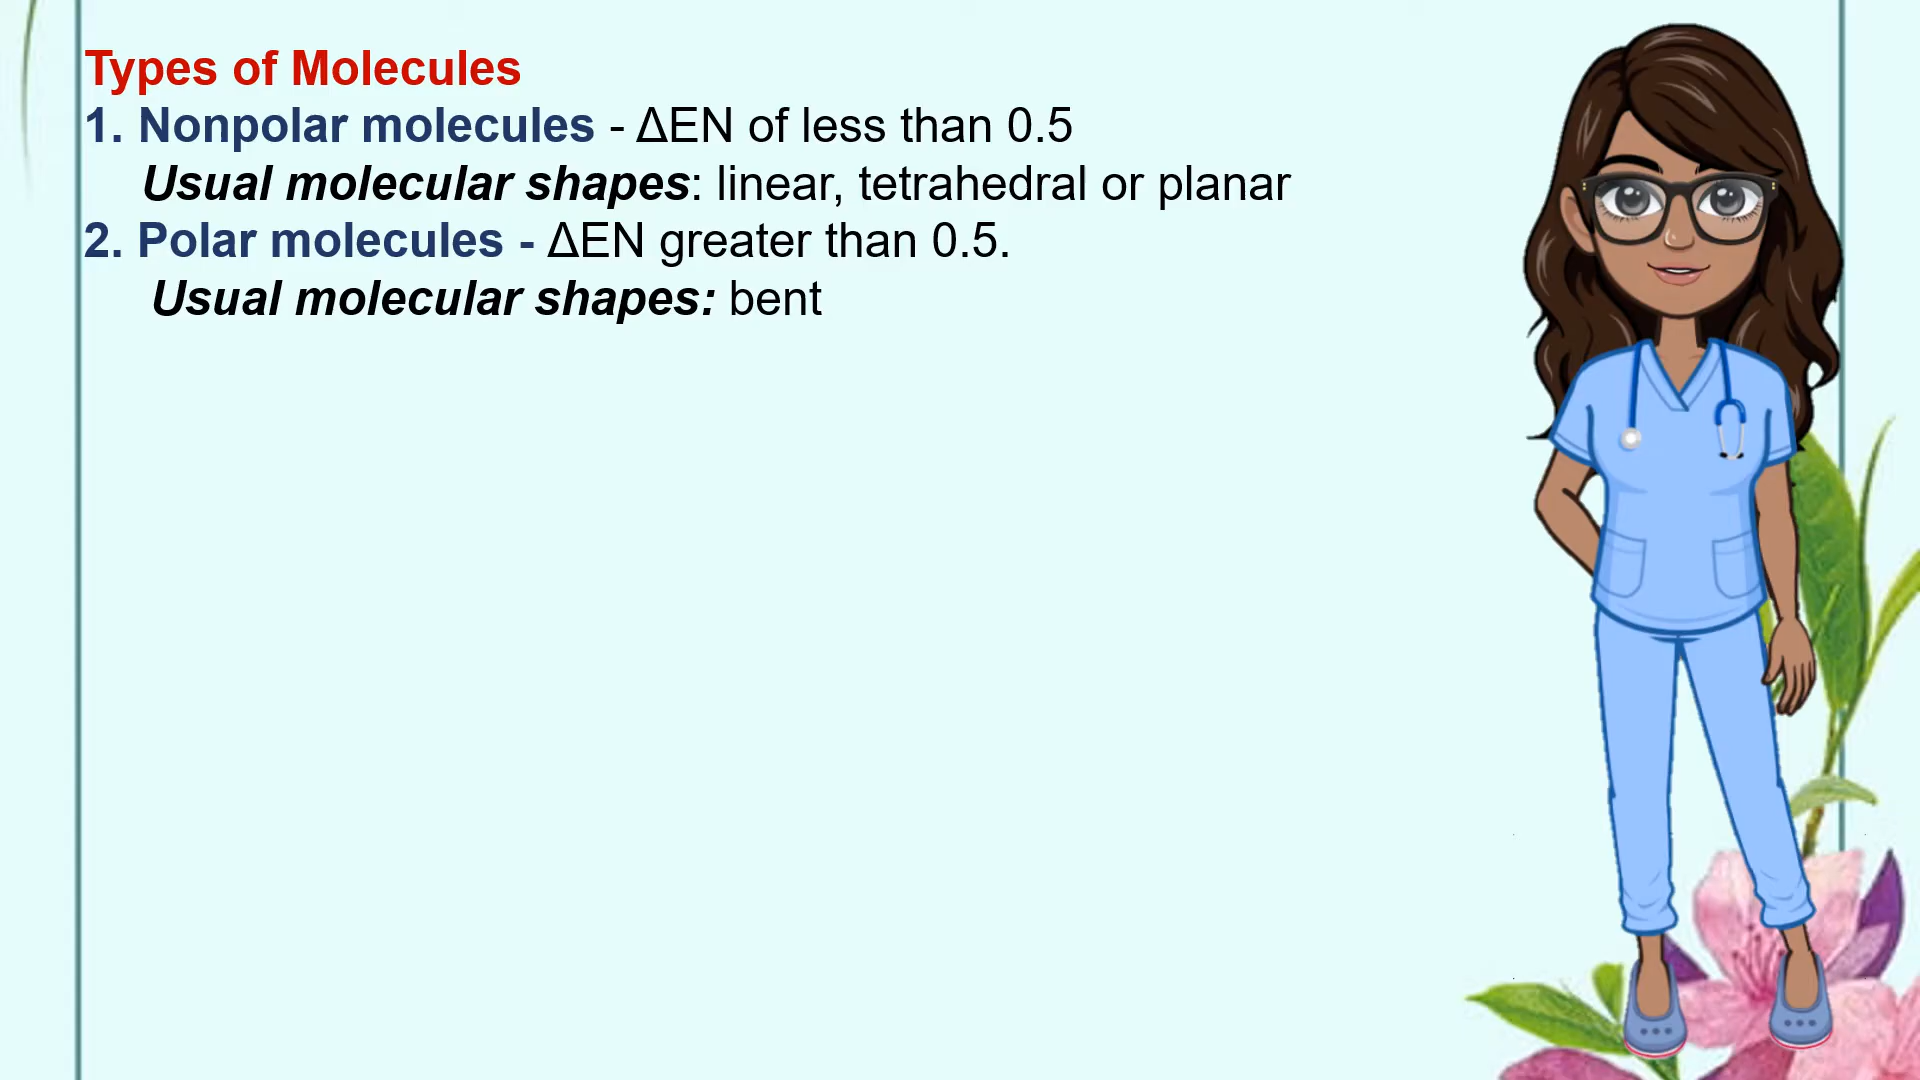 Types of Molecules
1. Nonpolar molecules - ΔEN of less than 0.5
Usual molecular shapes: linear, tetrahedral or planar
2. Polar molecules - ΔEN greater than 0.5.
Usual molecular shapes: bent